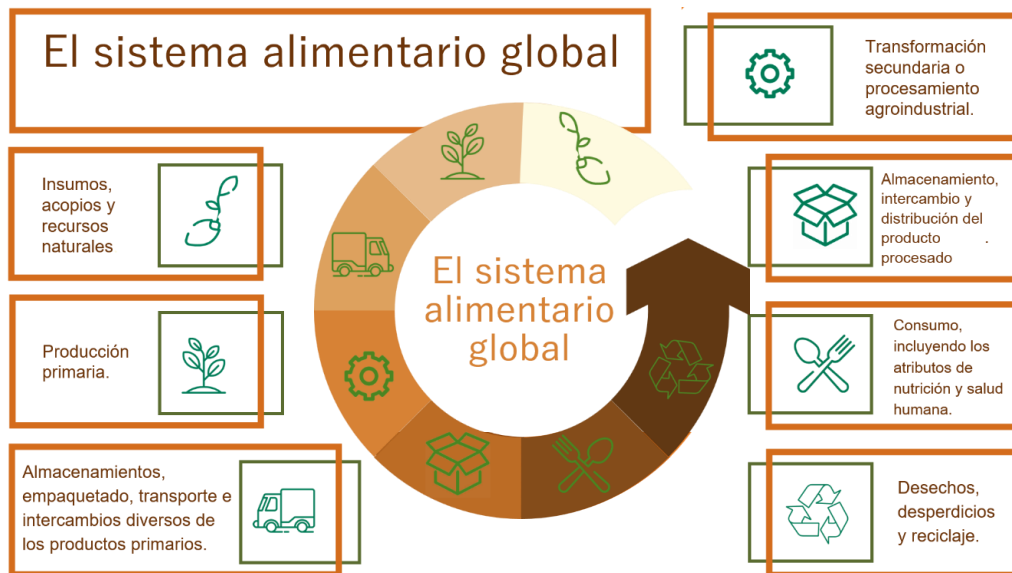 El sistema alimentario global
Insumos,
acopios y
recursos
naturales
Producción
primaria.
Almacenamientos,
empaquetado, transporte e
intercambios diversos de
los productos primarios.
El sistema
alimentario
global
Transformación
secundaria o
procesamiento
agroindustrial.
Almacenamiento,
intercambio y
distribución del
producto .
procesado
Consumo,
incluyendo los
atributos de
nutrición y salud
humana.
Desechos,
desperdicios
y reciclaje.